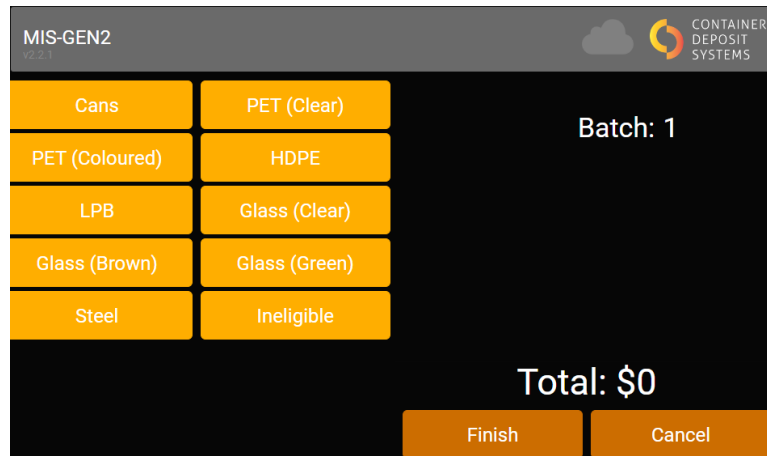 MIS-GEN2
v2.2.1
CONTAINER
DEPOSIT
SYSTEMS
Cans
PET (Clear)
PET (Coloured)
HDPE
LPB
Glass (Clear)
Glass (Brown)
Glass (Green)
Steel
Ineligible
Batch: 1
Total: $0
Finish
Cancel